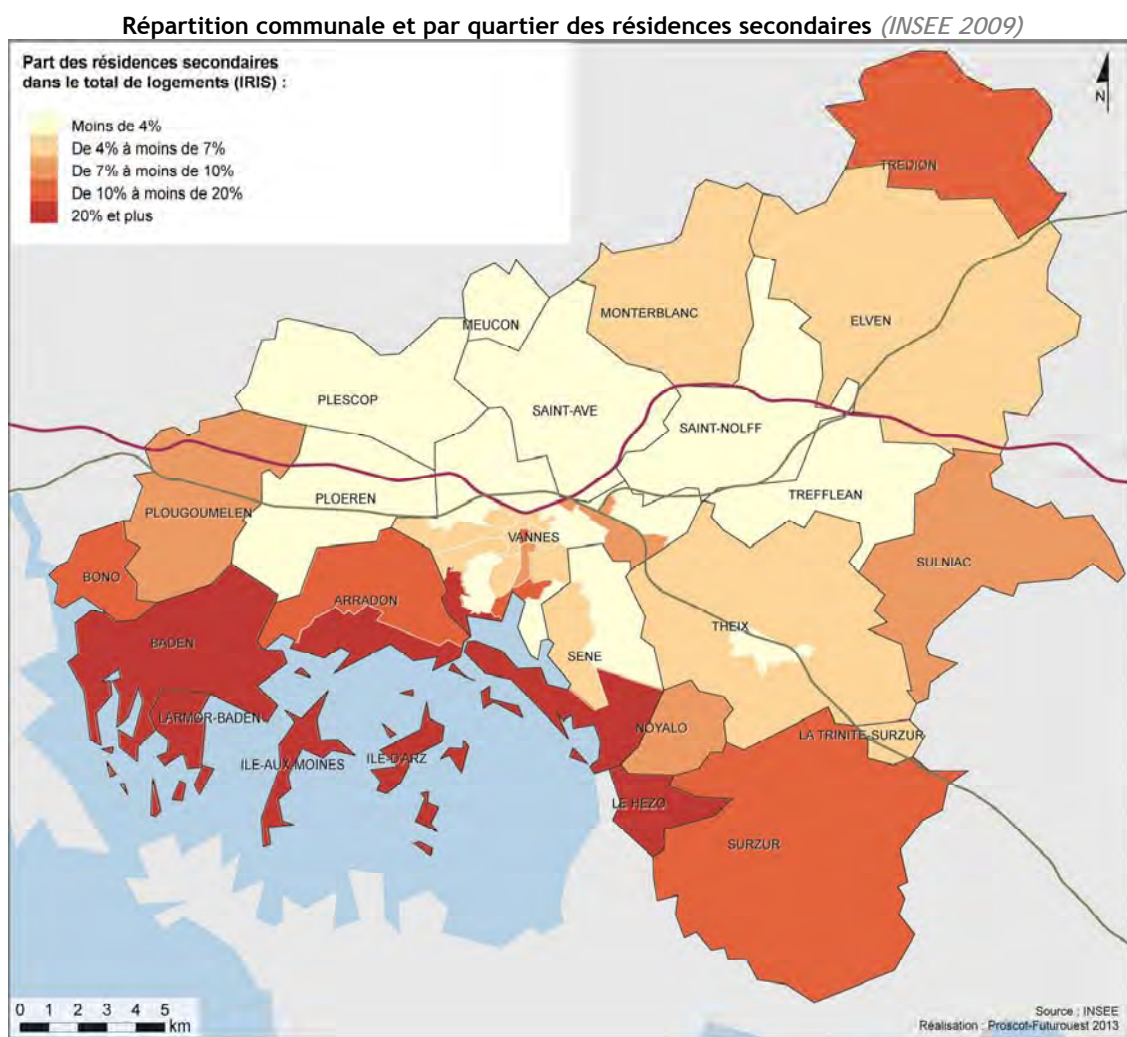 Répartition communale et par quartier des résidences secondaires (INSEE 2009)
Part des résidences secondaires
dans le total de logements (IRIS) :
Moins de 4%
De 4% à moins de 7%
De 7% à moins de 10%
De 10% à moins de 20%
20% et plus
N
TREDION
MONTERBLANC
ELVEN
MEUCON
PLESCOP
SAINT-AVE
SAINT-NOLFF
PLOEREN
TREFFLEAN
PLOUGOUMELEN
VANNES
SULNIAC
BONO
ARRADON
THEIX
BADEN
SENE
LARMOR-BADEN
NOYALO
LA TRINITE-SURZUR
ILE-AUX-MOINES
ILE-D'ARZ
LE HEZO
SURZUR
0 1 2 3 4 5
km
Source : INSEE
Réalisation : Proscot-Futurouest 2013